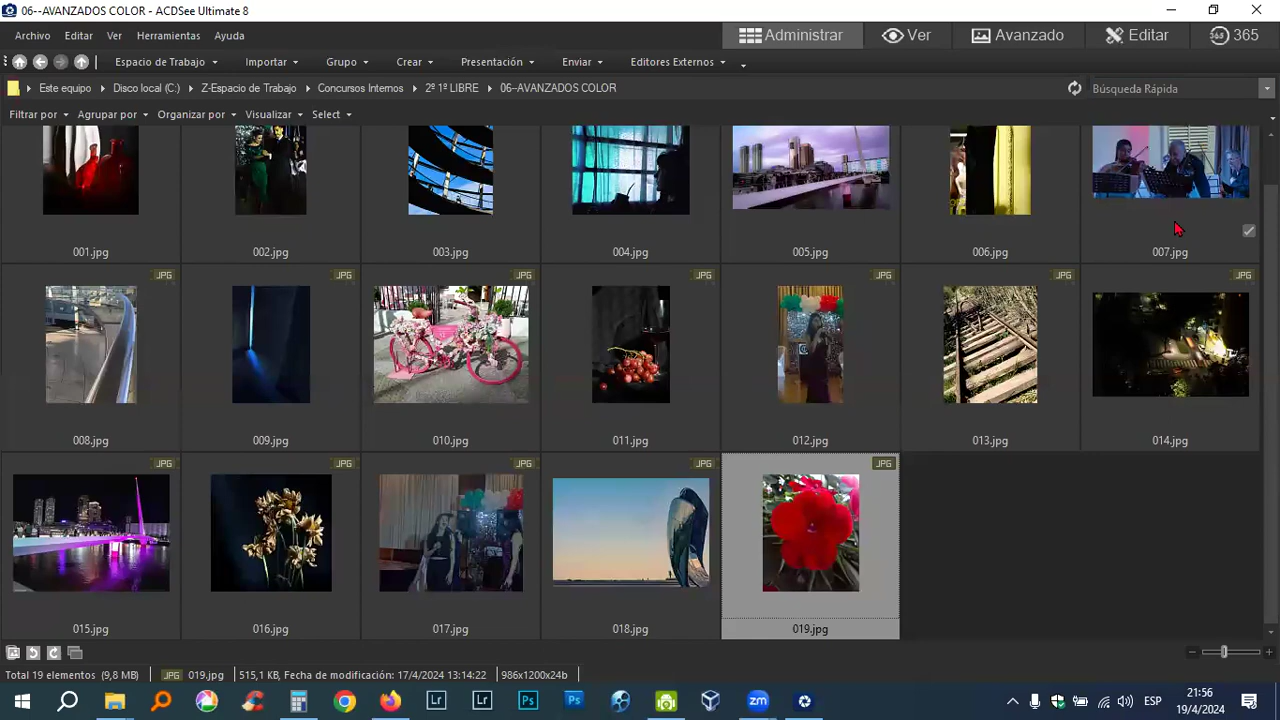 06--AVANZADOS COLOR - ACDSee Ultimate 8
Archivo Editar Ver Herramientas Ayuda
Administrar Ver Avanzado Editar 365
Espacio de Trabajo Importar Grupo Crear Presentación Enviar Editores Externos
Este equipo Disco local (C:) Z-Espacio de Trabajo Concursos Internos 2º 1º LIBRE 06--AVANZADOS COLOR Búsqueda Rápida
Filtrar por Agrupar por Organizar por Visualizar Select
001.jpg 002.jpg 003.jpg 004.jpg 005.jpg 006.jpg 007.jpg
JPG JPG JPG JPG JPG JPG JPG
008.jpg 009.jpg 010.jpg 011.jpg 012.jpg 013.jpg 014.jpg
JPG JPG JPG JPG JPG
015.jpg 016.jpg 017.jpg 018.jpg 019.jpg
Total 19 elementos (9,8 MB) JPG 019.jpg 515,1 KB, Fecha de modificación: 17/4/2024 13:14:22 986x1200x24b
Lr Lr Ps Ps zm ESP 21:56
19/4/2024